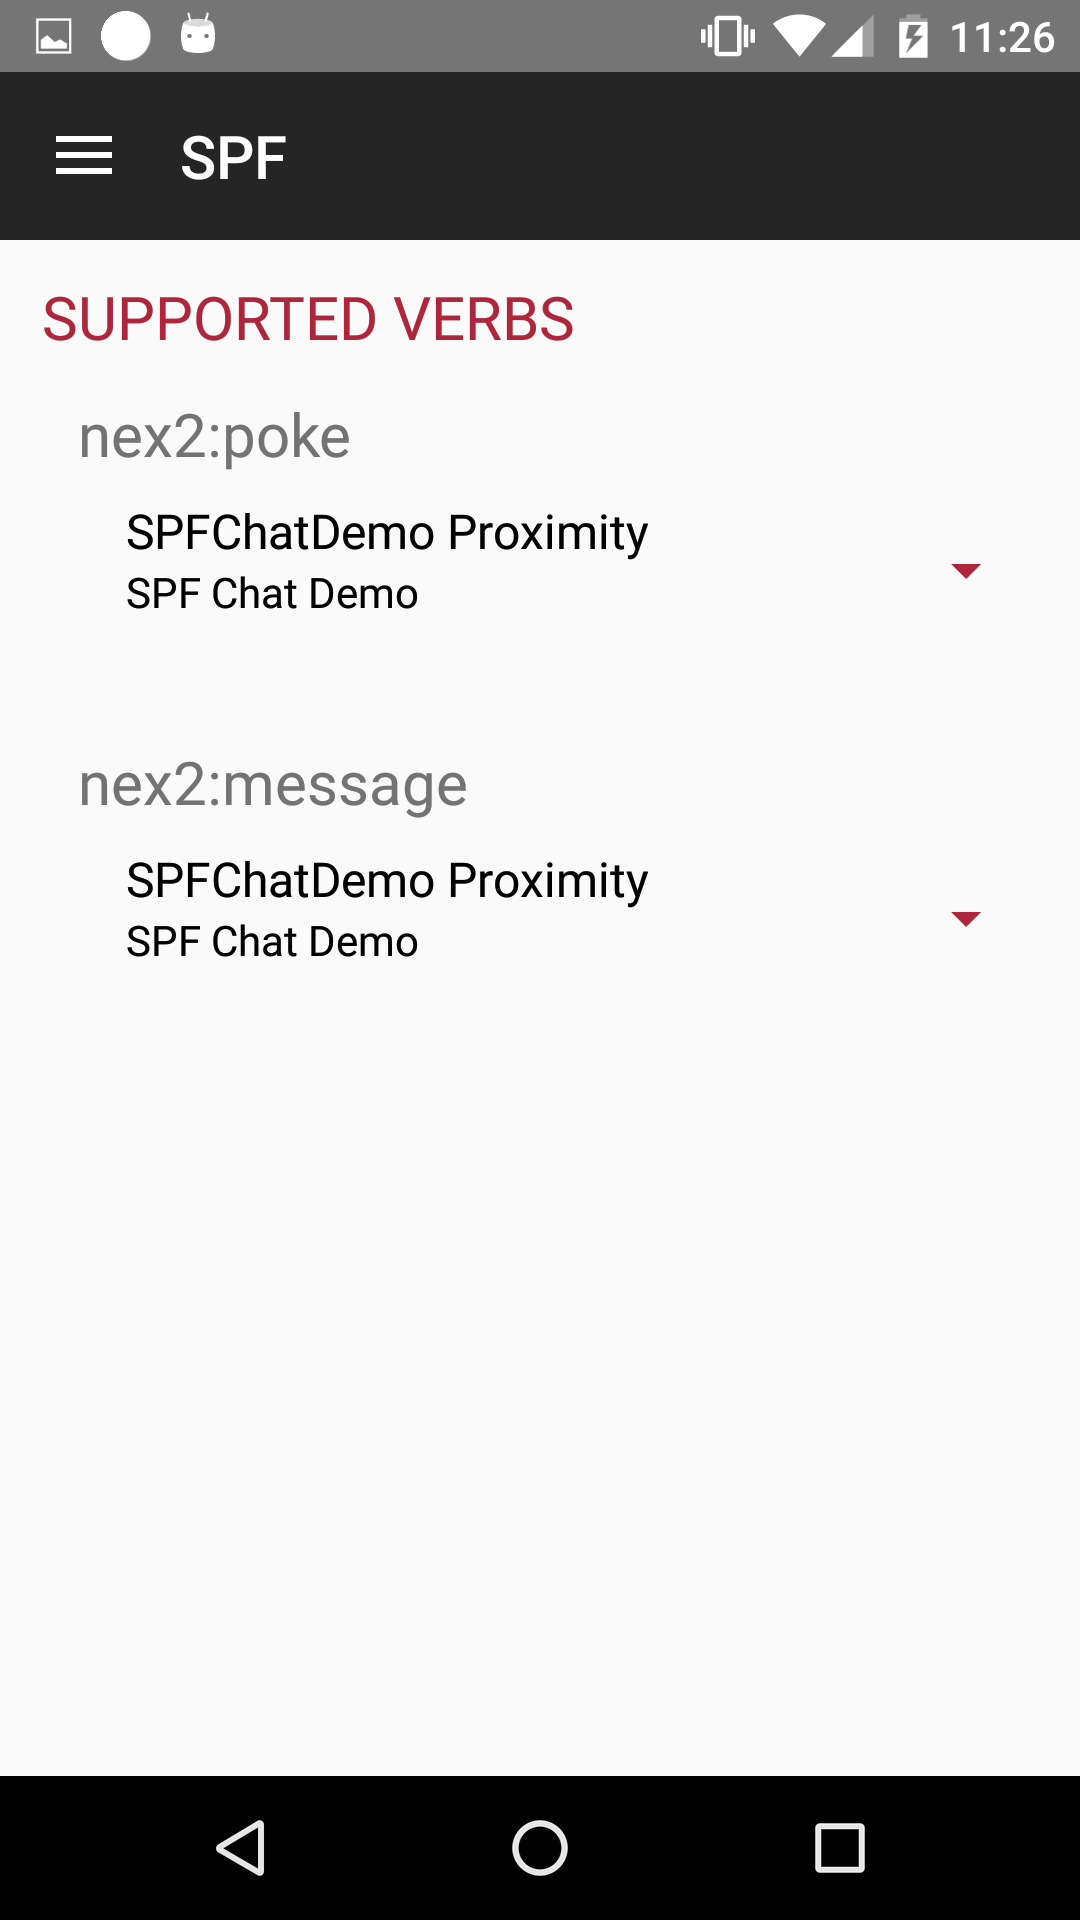 11:26
SPF
SUPPORTED VERBS
nex2:poke
SPFChatDemo Proximity
SPF Chat Demo
nex2:message
SPFChatDemo Proximity
SPF Chat Demo